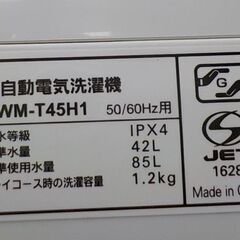 自動電気洗濯機
WM-T45H1 50/60Hz用
水等級 IPX4
準水量 42L
準使用水量 85L
イコース時の洗濯容量 1.2kg
G
S
JET
1628
Made in C